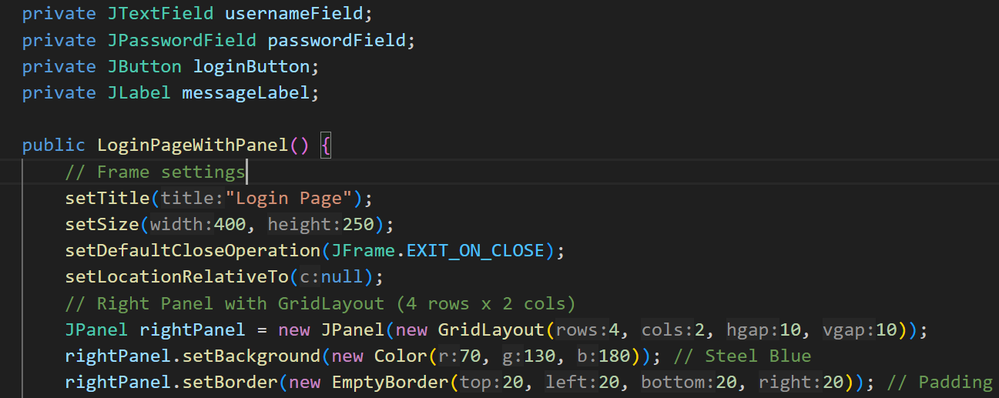 private JTextField usernameField;
private JPasswordField passwordField;
private JButton loginButton;
private JLabel messageLabel;
public LoginPageWithPanel() {
// Frame settings
setTitle(title:"Login Page");
setSize(width:400, height:250);
setDefaultCloseOperation(JFrame.EXIT_ON_CLOSE);
setLocationRelativeTo(c:null);
// Right Panel with GridLayout (4 rows x 2 cols)
JPanel rightPanel = new JPanel(new GridLayout(rows:4, cols:2, hgap:10, vgap:10));
rightPanel.setBackground(new Color(r:70, g:130, b:180)); // Steel Blue
rightPanel.setBorder(new EmptyBorder(top:20, left:20, bottom:20, right:20)); // Padding